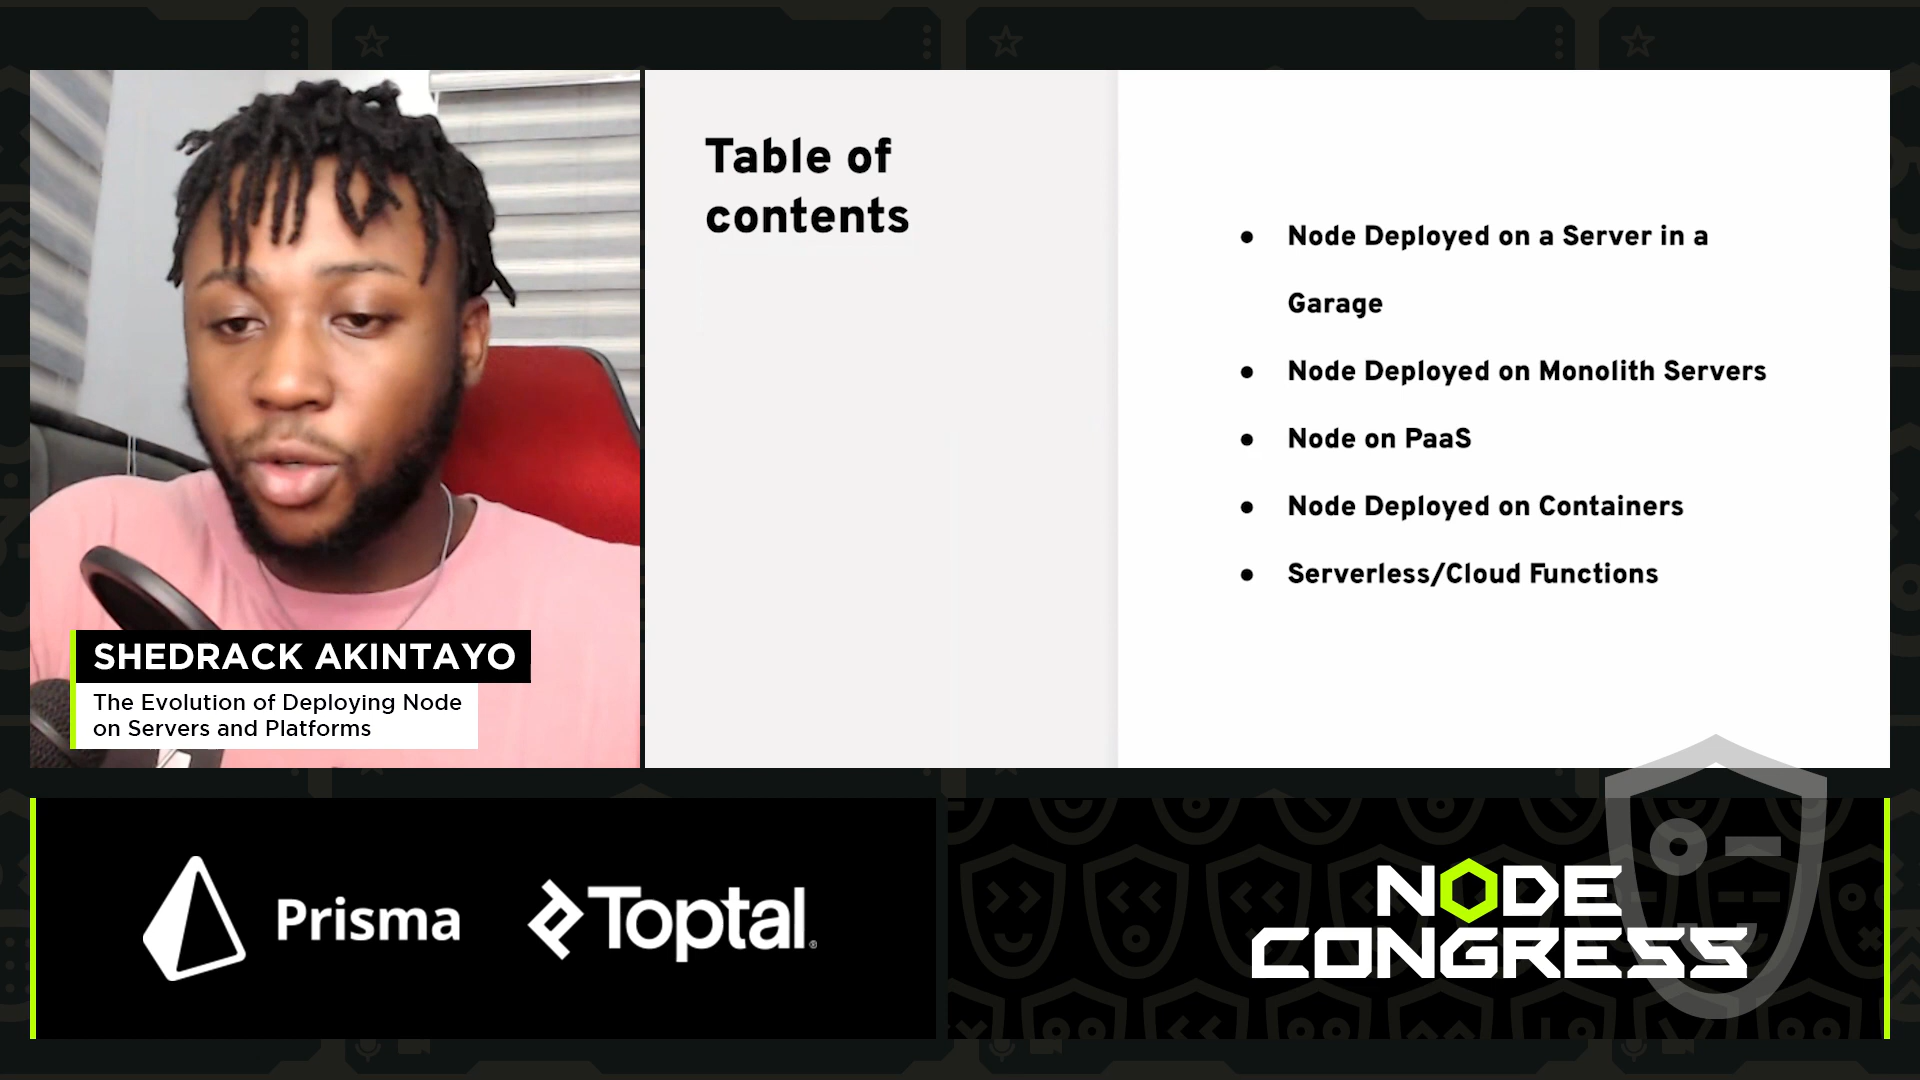 Table of
contents
● Node Deployed on a Server in a
Garage
● Node Deployed on Monolith Servers
● Node on PaaS
● Node Deployed on Containers
● Serverless/Cloud Functions
SHEDRACK AKINTAYO
The Evolution of Deploying Node
on Servers and Platforms
Prisma
Toptal®
NODE
CONGRESS